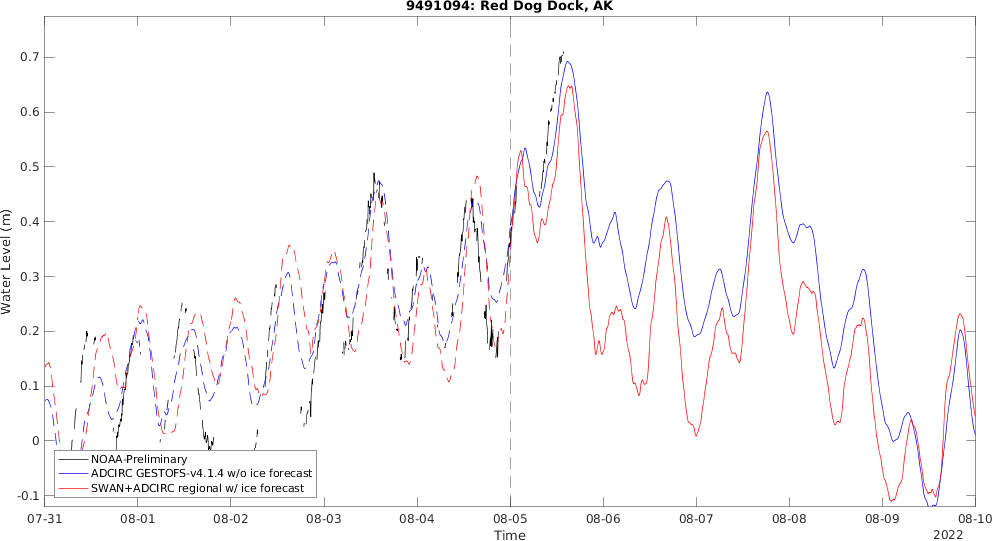 9491094: Red Dog Dock, AK
Water Level (m)
0.7
0.6
0.5
0.4
0.3
0.2
0.1
0
-0.1
NOAA-Preliminary
ADCIRC GESTOFS-v4.1.4 w/o ice forecast
SWAN+ADCIRC regional w/ ice forecast
07-31 08-01 08-02 08-03 08-04 08-05 08-06 08-07 08-08 08-09 08-10
Time
2022